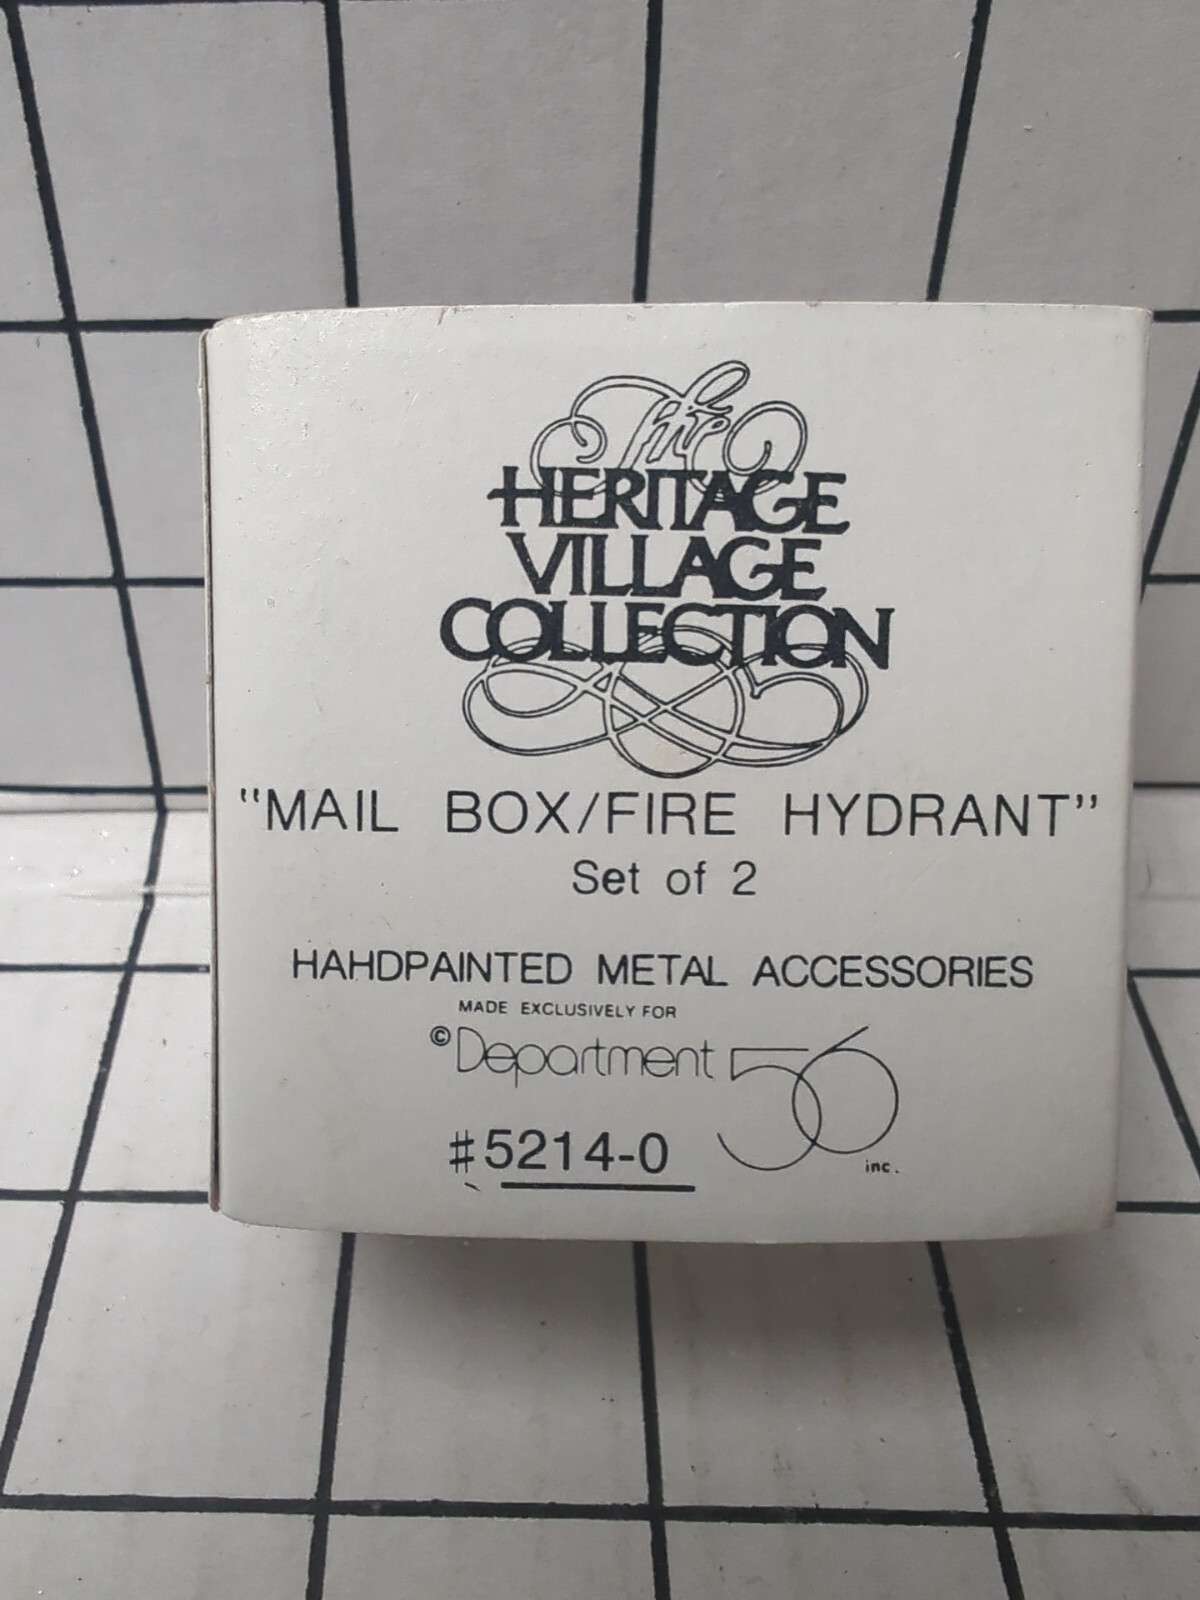 The
HERITAGE
VILLAGE
COLLECTION
"MAIL BOX/FIRE HYDRANT"
Set of 2
HAHDPAINTED METAL ACCESSORIES
MADE EXCLUSIVELY FOR
©Department 56 inc.
#5214-0